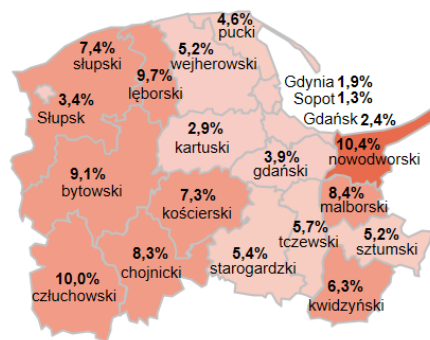 4,6%
pucki
7,4%
słupski
5,2%
wejherowski
9,7%
lęborski
Gdynia 1,9%
Sopot 1,3%
Gdańsk 2,4%
3,4%
Słupsk
2,9%
kartuski
3,9%
gdański
10,4%
nowodworski
9,1%
bytowski
7,3%
kościerski
8,4%
malborski
5,7%
tczewski
5,2%
sztumski
8,3%
chojnicki
5,4%
starogardzki
10,0%
człuchowski
6,3%
kwidzyński